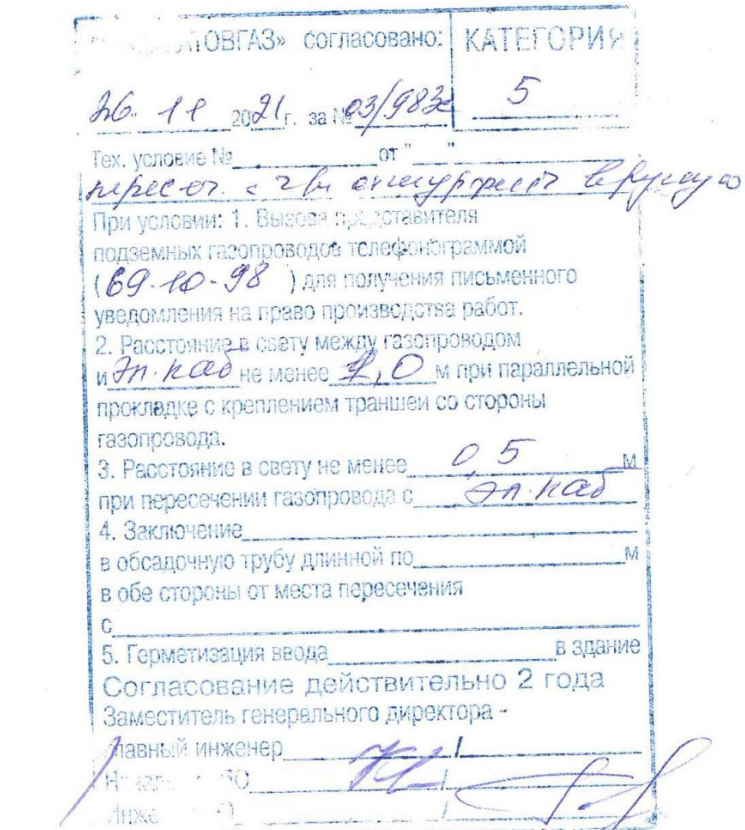 ОВГАЗ» согласовано:
КАТЕГОРИЯ
26. 11 2021г. за № 03/983
5
Тех. условие № от " "
При условии: 1. Вызова представителя
подземных газопроводов телефонограммой
(69-10-98) для получения письменного
уведомления на право производства работ.
2. Расстояние в свету между газопроводом
и Эл. каб не менее 1,0 м при параллельной
прокладке с креплением траншеи со стороны
газопровода.
3. Расстояние в свету не менее 0,5 м
при пересечении газопровода с эл. каб
4. Заключение
в обсадочную трубу длинной по м
в обе стороны от места пересечения
с
5. Герметизация ввода в здание
Согласование действительно 2 года
Заместитель генерального директора -
главный инженер /